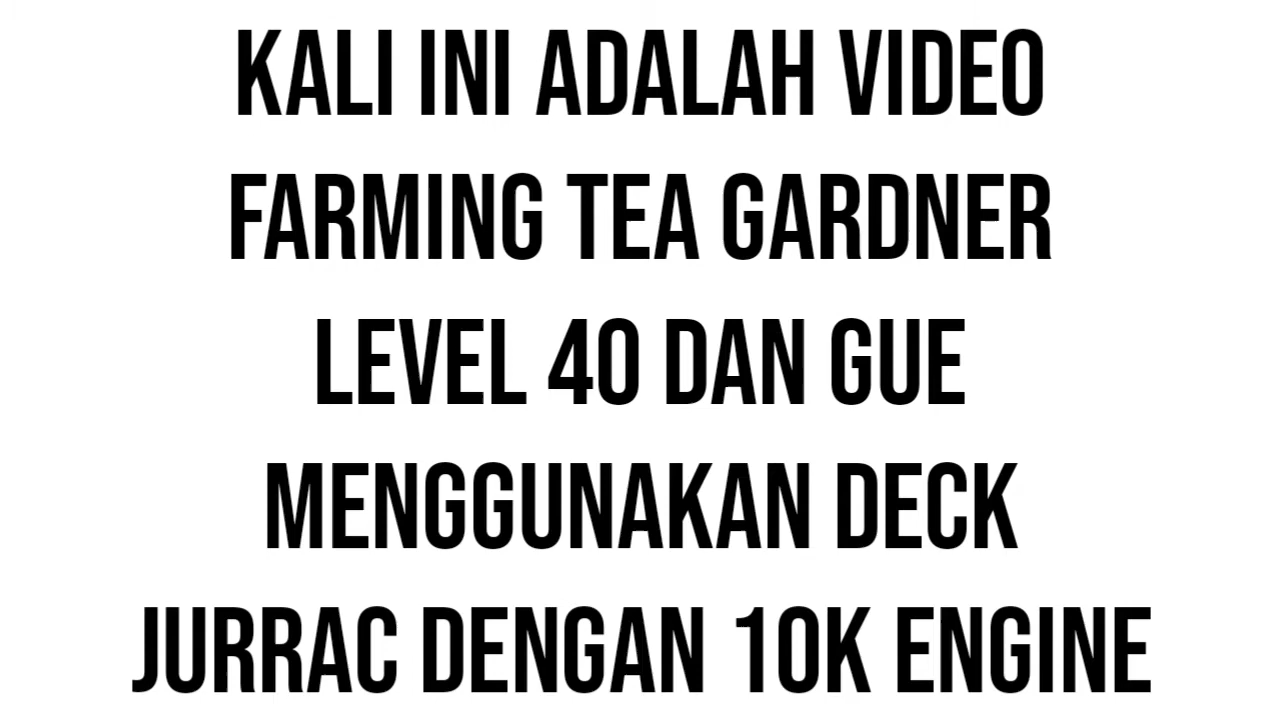 KALI INI ADALAH VIDEO
FARMING TEA GARDNER
LEVEL 40 DAN GUE
MENGGUNAKAN DECK
JURRAC DENGAN 10K ENGINE